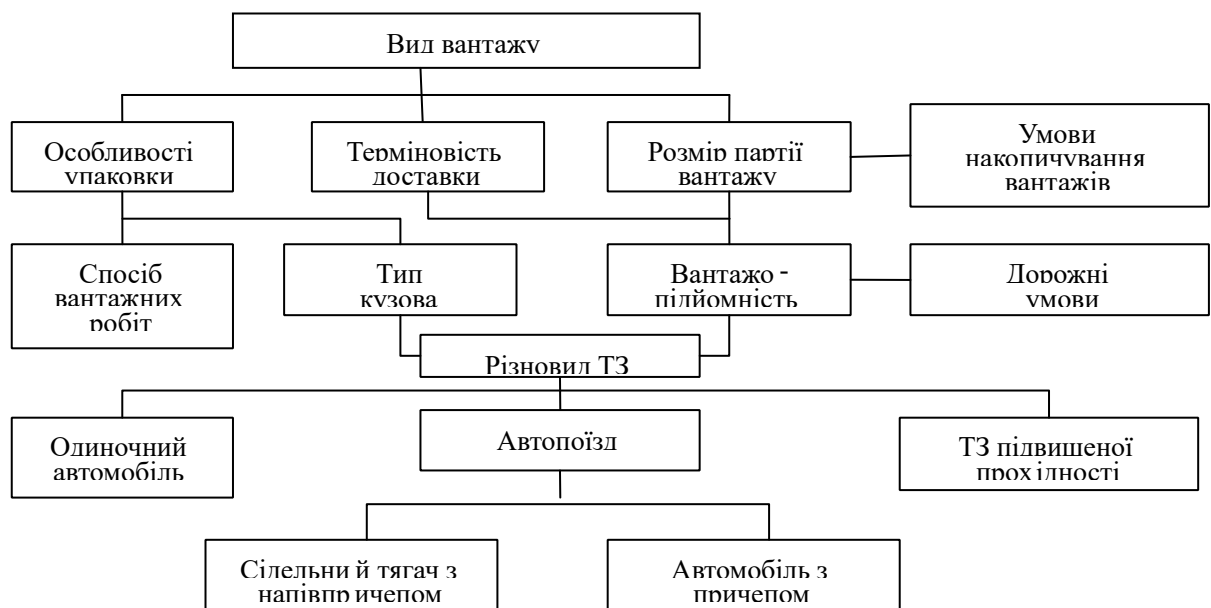 Вид вантажу
Особливості
упаковки
Терміновість
доставки
Розмір партії
вантажу
Умови
накопичування
вантажів
Спосіб
вантажних
робіт
Тип
кузова
Вантажо -
підйомність
Дорожні
умови
Різновид ТЗ
Одиночний
автомобіль
Автопоїзд
ТЗ підвишеної
прохідності
Сідельний тягач з
напівпричепом
Автомобіль з
причепом